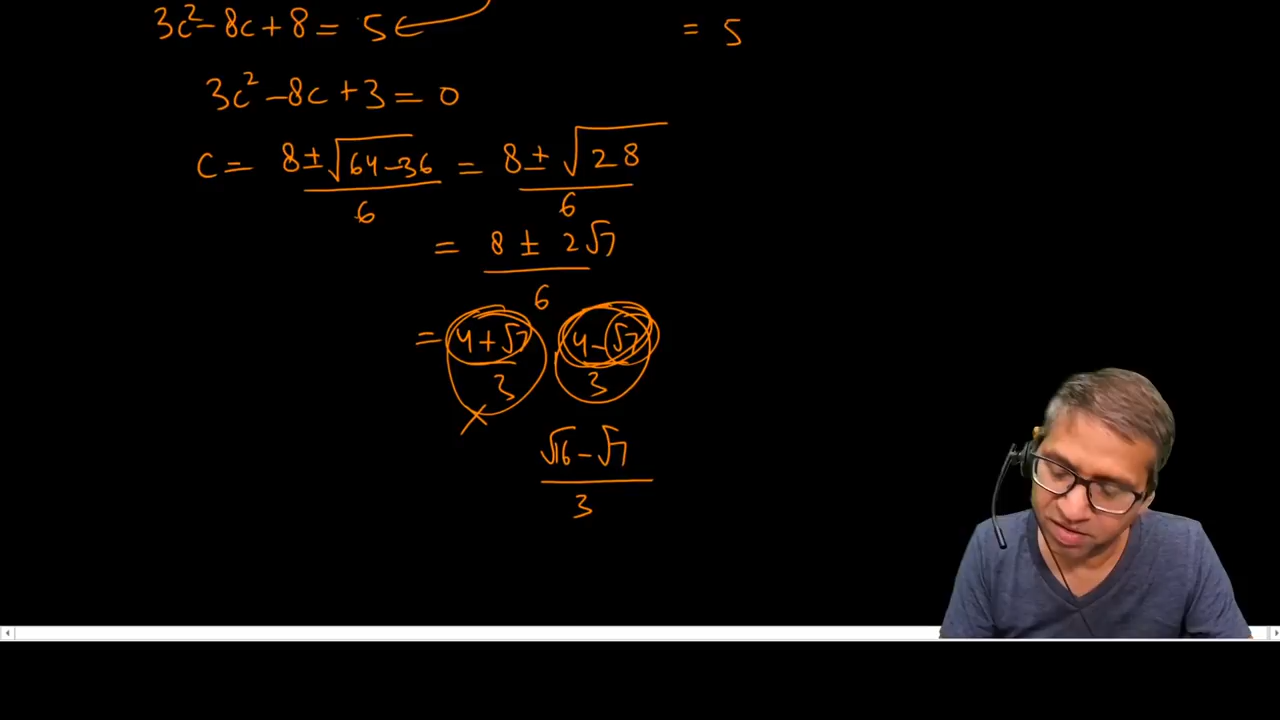 3c² - 8c + 8 = 5
= 5
3c² - 8c + 3 = 0
c = 8 ± √64 - 36 / 6 = 8 ± √28 / 6
= 8 ± 2√7 / 6
= 4 + √7 / 3 4 - √7 / 3
√16 - √7 / 3